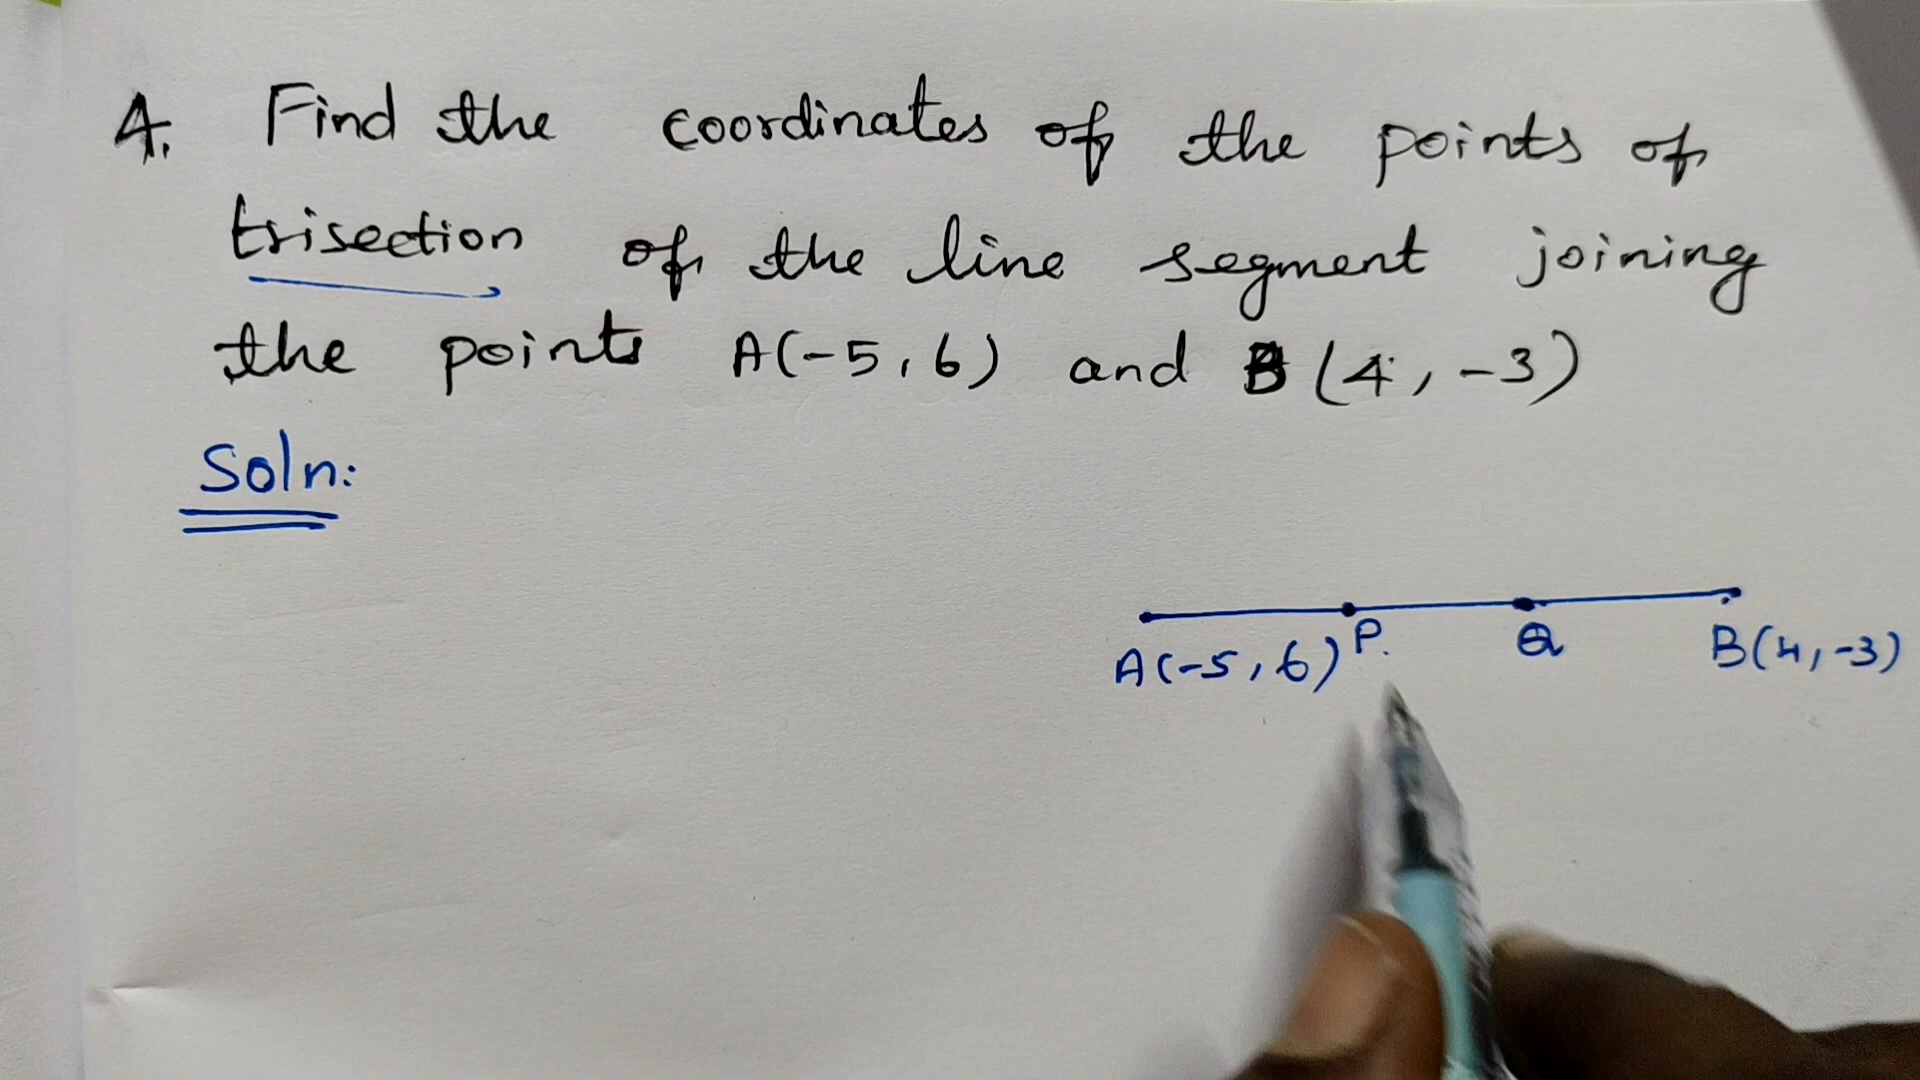 4. Find the coordinates of the points of
trisection of the line segment joining
the points A(-5,6) and B(4,-3)
Soln:
A(-5,6) P. Q B(4,-3)